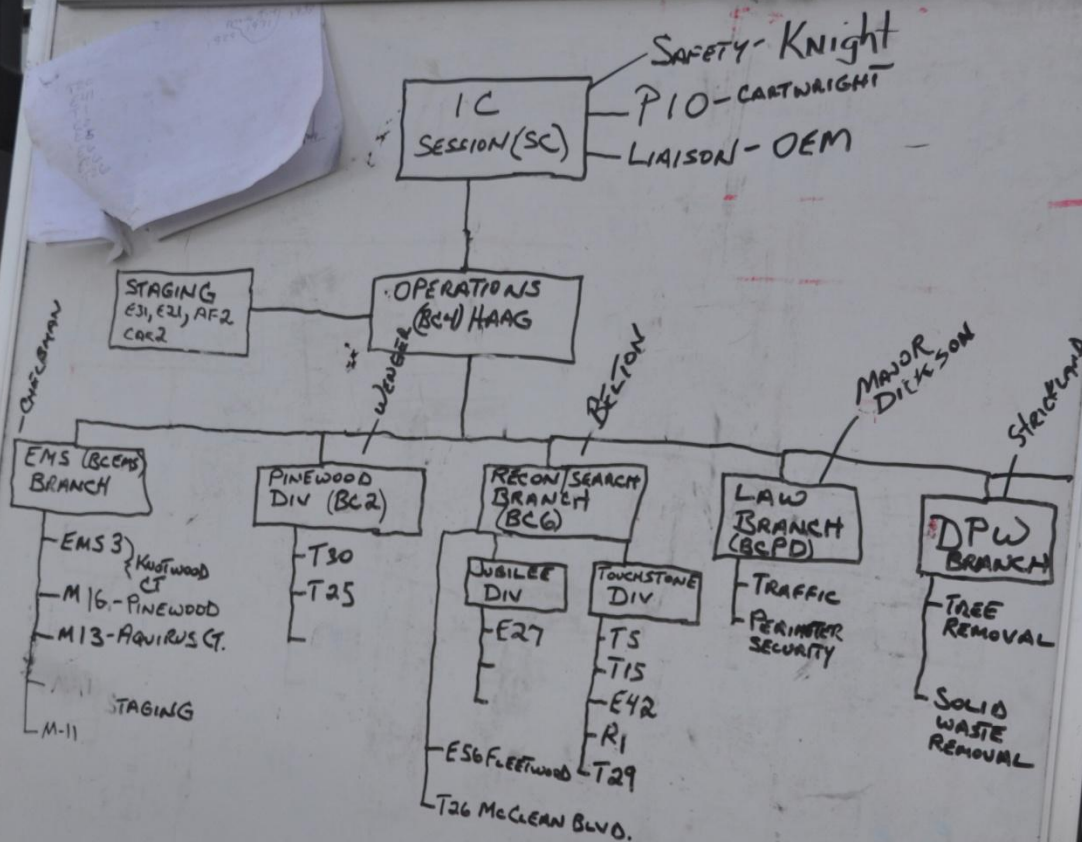 SAFETY- Knight
IC
SESSION(SC)
PIO-CARTWRIGHT
LIAISON-OEM
STAGING
E31, E21, AF2
CAR2
OPERATIONS
(BC4) HAAG
WENGER
BELTON
MAJOR
DICKSON
STRICKLAND
EMS (BCEMS)
BRANCH
EMS 3
KNOTWOOD
CT
M16-PINEWOOD
M13-AQUIRUS CT.
STAGING
M-11
PINEWOOD
DIV (BC2)
T30
T25
RECON/SEARCH
BRANCH
(BC6)
JUBILEE
DIV
E27
TOUCHSTONE
DIV
T5
T15
E42
R1
T29
E56 FLEETWOOD
T26 McCLEAN BLVD.
LAW
BRANCH
(BCPD)
TRAFFIC
PERIMETER
SECURITY
DPW
BRANCH
TREE
REMOVAL
SOLID
WASTE
REMOVAL